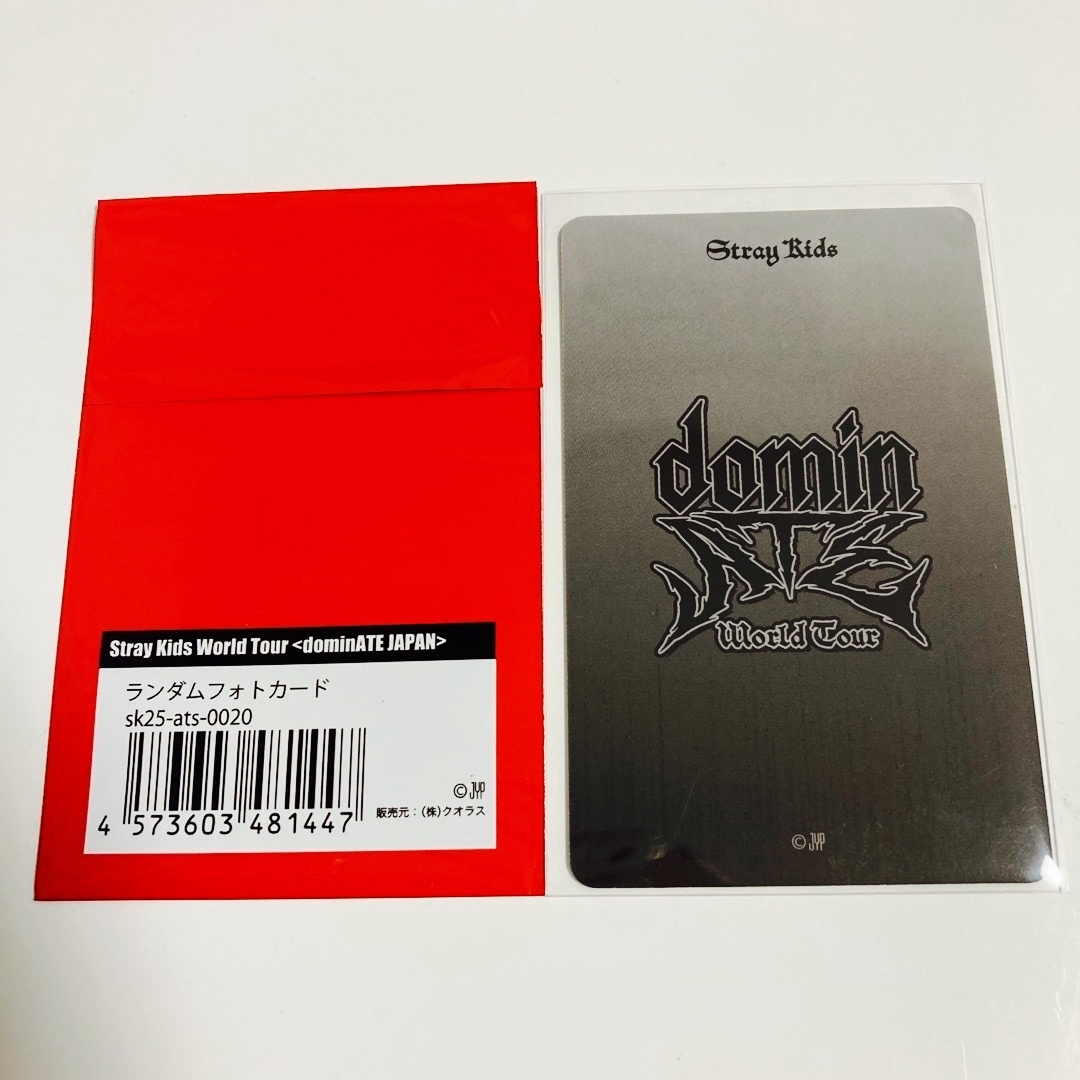 Stray Kids World Tour <dominATE JAPAN>
ランダムフォトカード
sk25-ats-0020
4 573603 481447
© JYP
販売元：(株)クオラス
Stray Kids
domin
ATE
World Tour
© JYP